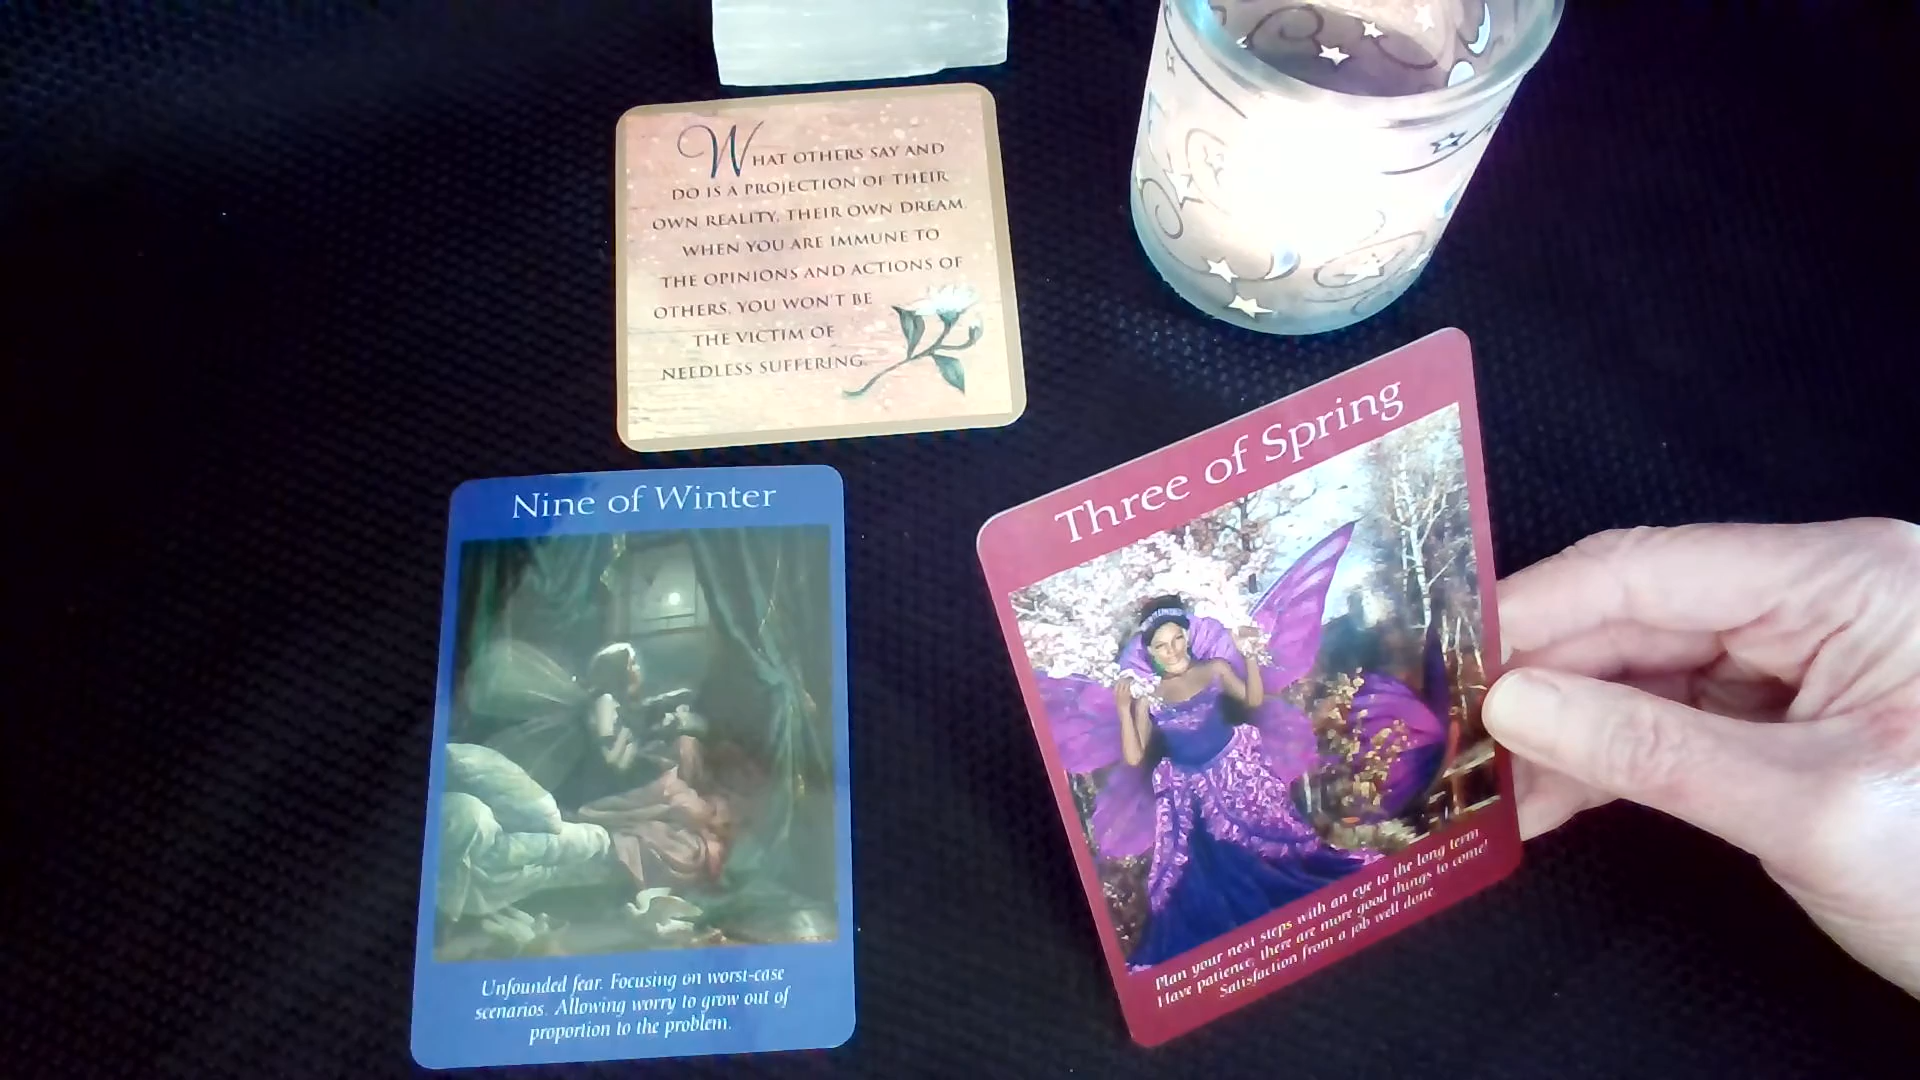 WHAT OTHERS SAY AND
DO IS A PROJECTION OF THEIR
OWN REALITY, THEIR OWN DREAM.
WHEN YOU ARE IMMUNE TO
THE OPINIONS AND ACTIONS OF
OTHERS, YOU WON'T BE
THE VICTIM OF
NEEDLESS SUFFERING.
Nine of Winter
Unfounded fear. Focusing on worst-case
scenarios. Allowing worry to grow out of
proportion to the problem.
Three of Spring
Plan your next steps with an eye to the long term.
Have patience; there are more good things to come!
Satisfaction from a job well done.